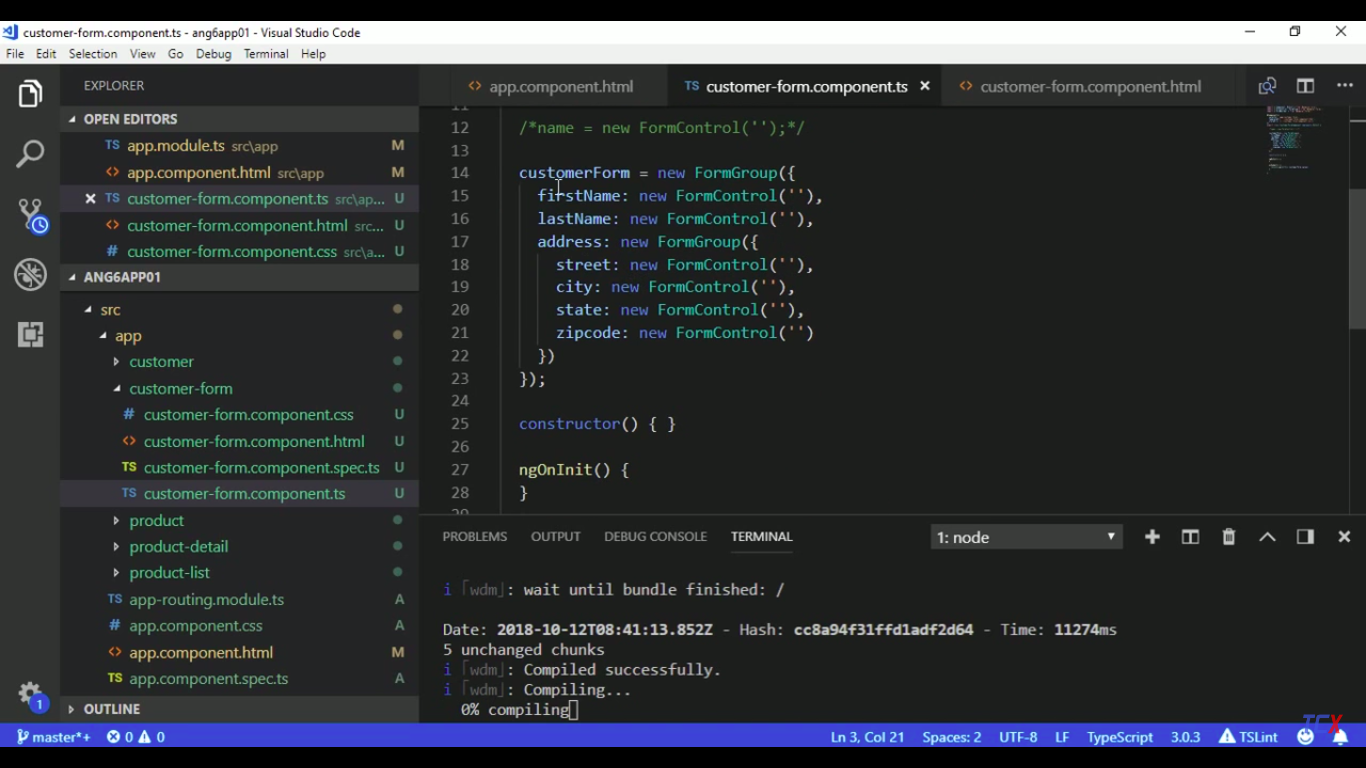 customer-form.component.ts - ang6app01 - Visual Studio Code
File Edit Selection View Go Debug Terminal Help
EXPLORER
OPEN EDITORS
TS app.module.ts src\app M
<> app.component.html src\app M
TS customer-form.component.ts src\ap... U
<> customer-form.component.html src... U
# customer-form.component.css src\a... U
ANG6APP01
src
app
customer
customer-form
# customer-form.component.css U
<> customer-form.component.html U
TS customer-form.component.spec.ts U
TS customer-form.component.ts U
product
product-detail
product-list
TS app-routing.module.ts A
app.component.css A
<> app.component.html M
TS app.component.spec.ts A
OUTLINE
<> app.component.html TS customer-form.component.ts <> customer-form.component.html
11
12 /*name = new FormControl('');*/
13
14 customerForm = new FormGroup({
15 firstName: new FormControl(''),
16 lastName: new FormControl(''),
17 address: new FormGroup({
18 street: new FormControl(''),
19 city: new FormControl(''),
20 state: new FormControl(''),
21 zipcode: new FormControl('')
22 })
23 });
24
25 constructor() { }
26
27 ngOnInit() {
28 }
29
PROBLEMS OUTPUT DEBUG CONSOLE TERMINAL 1: node
i ｢wdm｣: wait until bundle finished: /
Date: 2018-10-12T08:41:13.852Z - Hash: cc8a94f31ffd1adf2d64 - Time: 11274ms
5 unchanged chunks
i ｢wdm｣: Compiled successfully.
i ｢wdm｣: Compiling...
0% compiling
1
master*+ 0 0 Ln 3, Col 21 Spaces: 2 UTF-8 LF TypeScript 3.0.3 TSLint
TCX